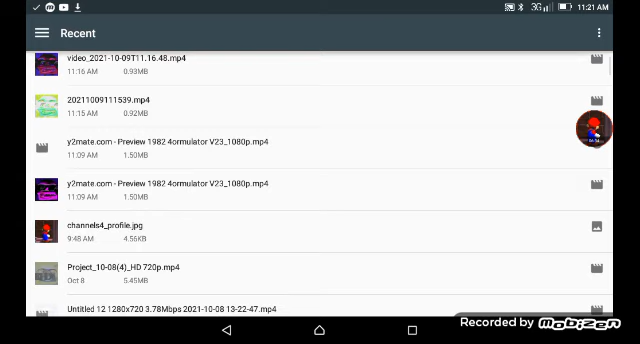 3G 11:21 AM
Recent
video_2021-10-09T11.16.48.mp4
11:16 AM 0.93MB
20211009111539.mp4
11:15 AM 0.92MB
y2mate.com - Preview 1982 4ormulator V23_1080p.mp4
11:09 AM 1.50MB
y2mate.com - Preview 1982 4ormulator V23_1080p.mp4
11:09 AM 1.50MB
channels4_profile.jpg
9:48 AM 4.56KB
Project_10-08(4)_HD 720p.mp4
Oct 8 5.45MB
Untitled 12 1280x720 3.78Mbps 2021-10-08 13-22-47.mp4
Recorded by mobizen